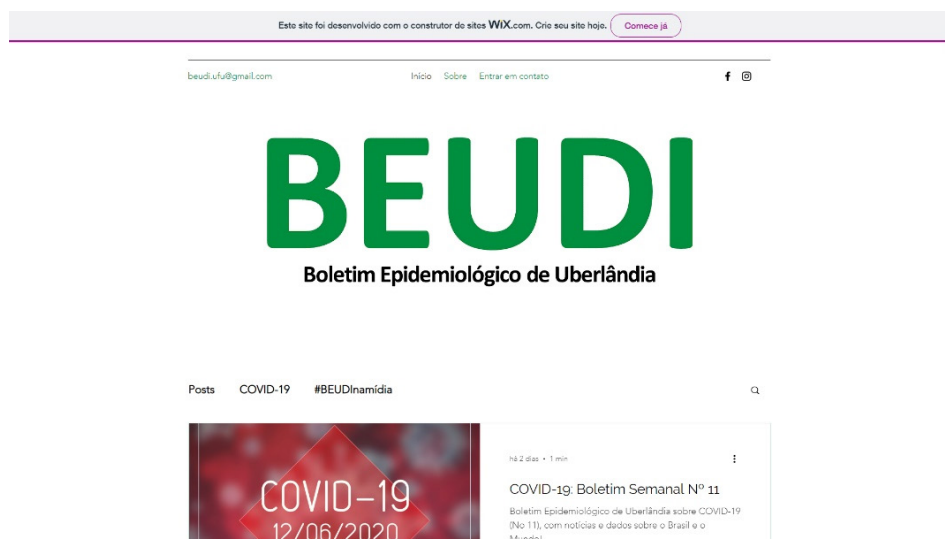 Este site foi desenvolvido com o construtor de sites WiX.com. Crie seu site hoje. Comece já
beudi.ufu@gmail.com Início Sobre Entrar em contato
BEUDI
Boletim Epidemiológico de Uberlândia
Posts COVID-19 #BEUDInamídia
há 2 dias • 1 min
COVID-19
12/06/2020
COVID-19: Boletim Semanal Nº 11
Boletim Epidemiológico de Uberlândia sobre COVID-19
(No 11), com notícias e dados sobre o Brasil e o
Mundo!